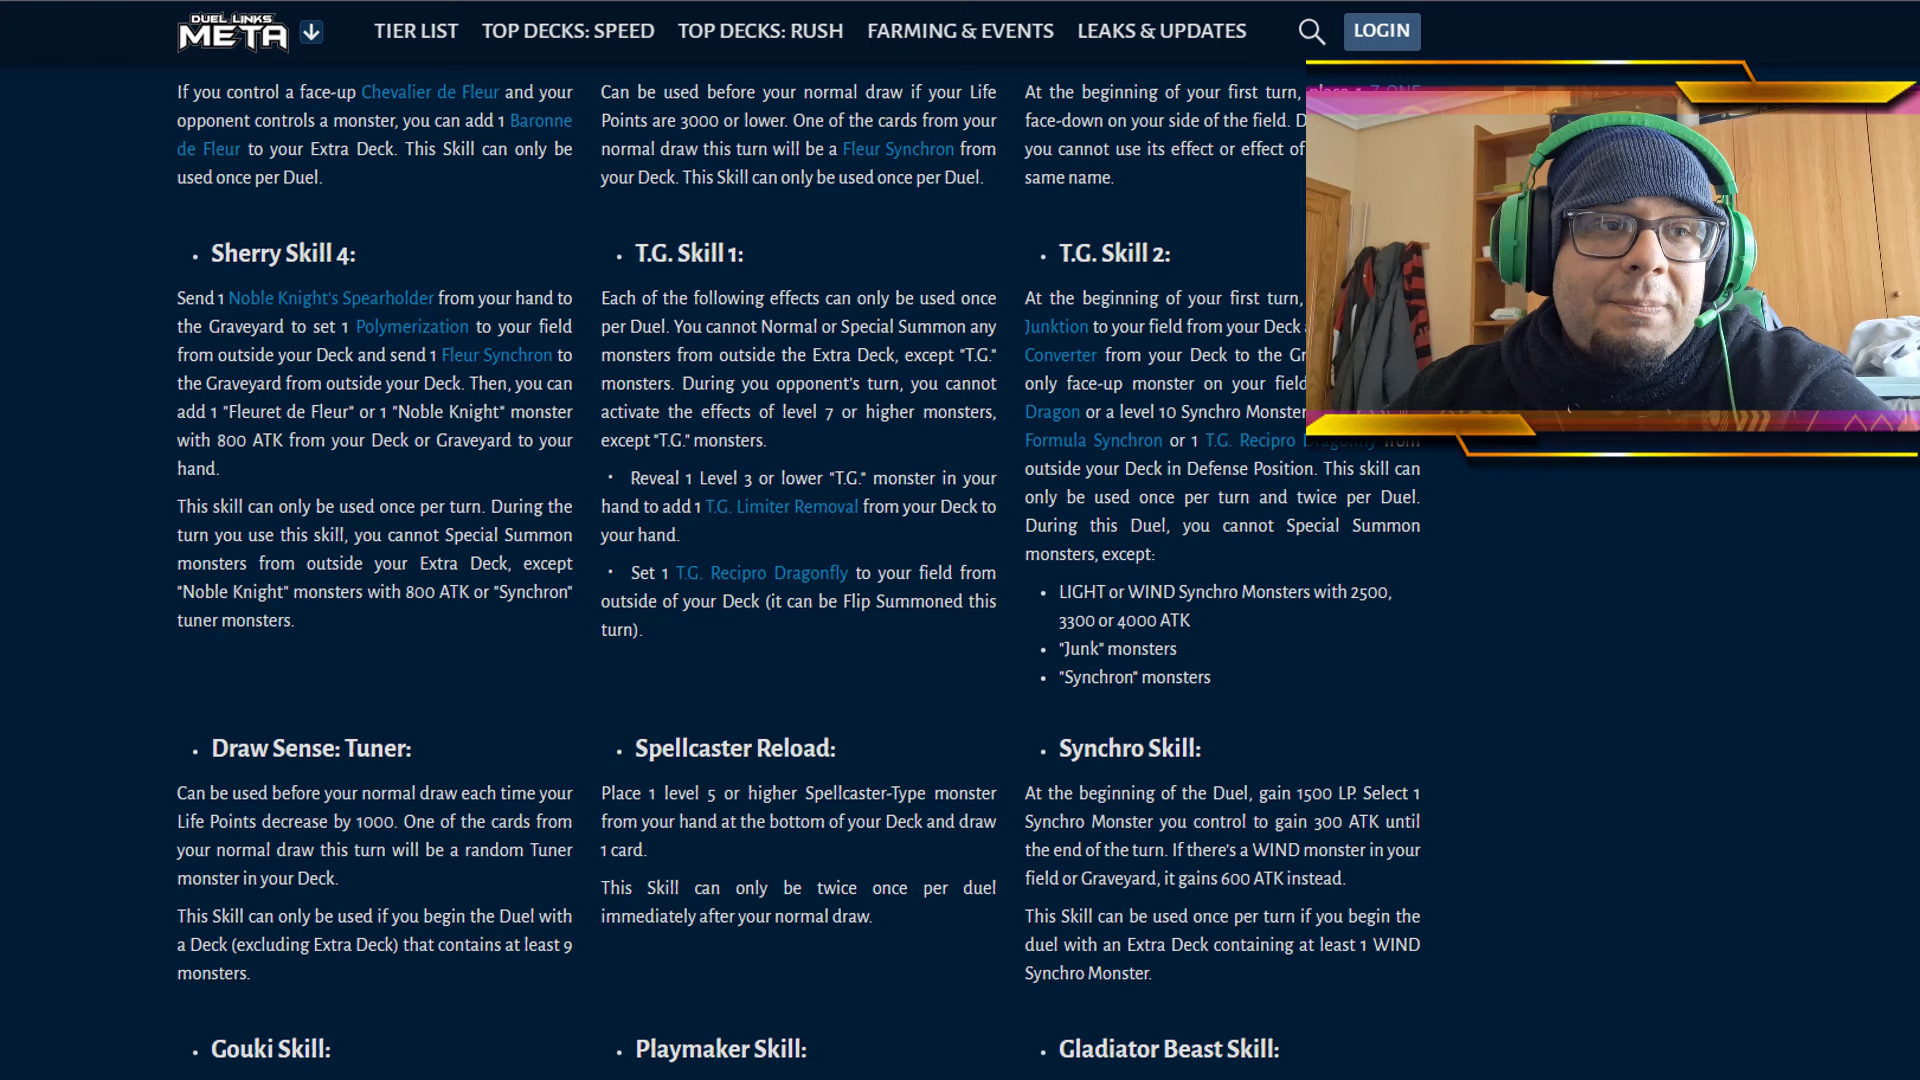 DUEL LINKS
META
TIER LIST
TOP DECKS: SPEED
TOP DECKS: RUSH
FARMING & EVENTS
LEAKS & UPDATES
LOGIN
If you control a face-up Chevalier de Fleur and your
opponent controls a monster, you can add 1 Baronne
de Fleur to your Extra Deck. This Skill can only be
used once per Duel.
Can be used before your normal draw if your Life
Points are 3000 or lower. One of the cards from your
normal draw this turn will be a Fleur Synchron from
your Deck. This Skill can only be used once per Duel.
At the beginning of your first turn, place 1 Z-ONE
face-down on your side of the field. D
you cannot use its effect or effect of
same name.
• Sherry Skill 4:
Send 1 Noble Knight's Spearholder from your hand to
the Graveyard to set 1 Polymerization to your field
from outside your Deck and send 1 Fleur Synchron to
the Graveyard from outside your Deck. Then, you can
add 1 "Fleuret de Fleur" or 1 "Noble Knight" monster
with 800 ATK from your Deck or Graveyard to your
hand.
This skill can only be used once per turn. During the
turn you use this skill, you cannot Special Summon
monsters from outside your Extra Deck, except
"Noble Knight" monsters with 800 ATK or "Synchron"
tuner monsters.
• T.G. Skill 1:
Each of the following effects can only be used once
per Duel. You cannot Normal or Special Summon any
monsters from outside the Extra Deck, except "T.G."
monsters. During you opponent's turn, you cannot
activate the effects of level 7 or higher monsters,
except "T.G." monsters.
・ Reveal 1 Level 3 or lower "T.G." monster in your
hand to add 1 T.G. Limiter Removal from your Deck to
your hand.
・ Set 1 T.G. Recipro Dragonfly to your field from
outside of your Deck (it can be Flip Summoned this
turn).
• T.G. Skill 2:
At the beginning of your first turn,
Junktion to your field from your Deck
Converter from your Deck to the Gr
only face-up monster on your field
Dragon or a level 10 Synchro Monster
Formula Synchron or 1 T.G. Recipro Dragonfly from
outside your Deck in Defense Position. This skill can
only be used once per turn and twice per Duel.
During this Duel, you cannot Special Summon
monsters, except:
• LIGHT or WIND Synchro Monsters with 2500,
3300 or 4000 ATK
• "Junk" monsters
• "Synchron" monsters
• Draw Sense: Tuner:
Can be used before your normal draw each time your
Life Points decrease by 1000. One of the cards from
your normal draw this turn will be a random Tuner
monster in your Deck.
This Skill can only be used if you begin the Duel with
a Deck (excluding Extra Deck) that contains at least 9
monsters.
• Spellcaster Reload:
Place 1 level 5 or higher Spellcaster-Type monster
from your hand at the bottom of your Deck and draw
1 card.
This Skill can only be twice once per duel
immediately after your normal draw.
• Synchro Skill:
At the beginning of the Duel, gain 1500 LP. Select 1
Synchro Monster you control to gain 300 ATK until
the end of the turn. If there's a WIND monster in your
field or Graveyard, it gains 600 ATK instead.
This Skill can be used once per turn if you begin the
duel with an Extra Deck containing at least 1 WIND
Synchro Monster.
• Gouki Skill:
• Playmaker Skill:
• Gladiator Beast Skill: